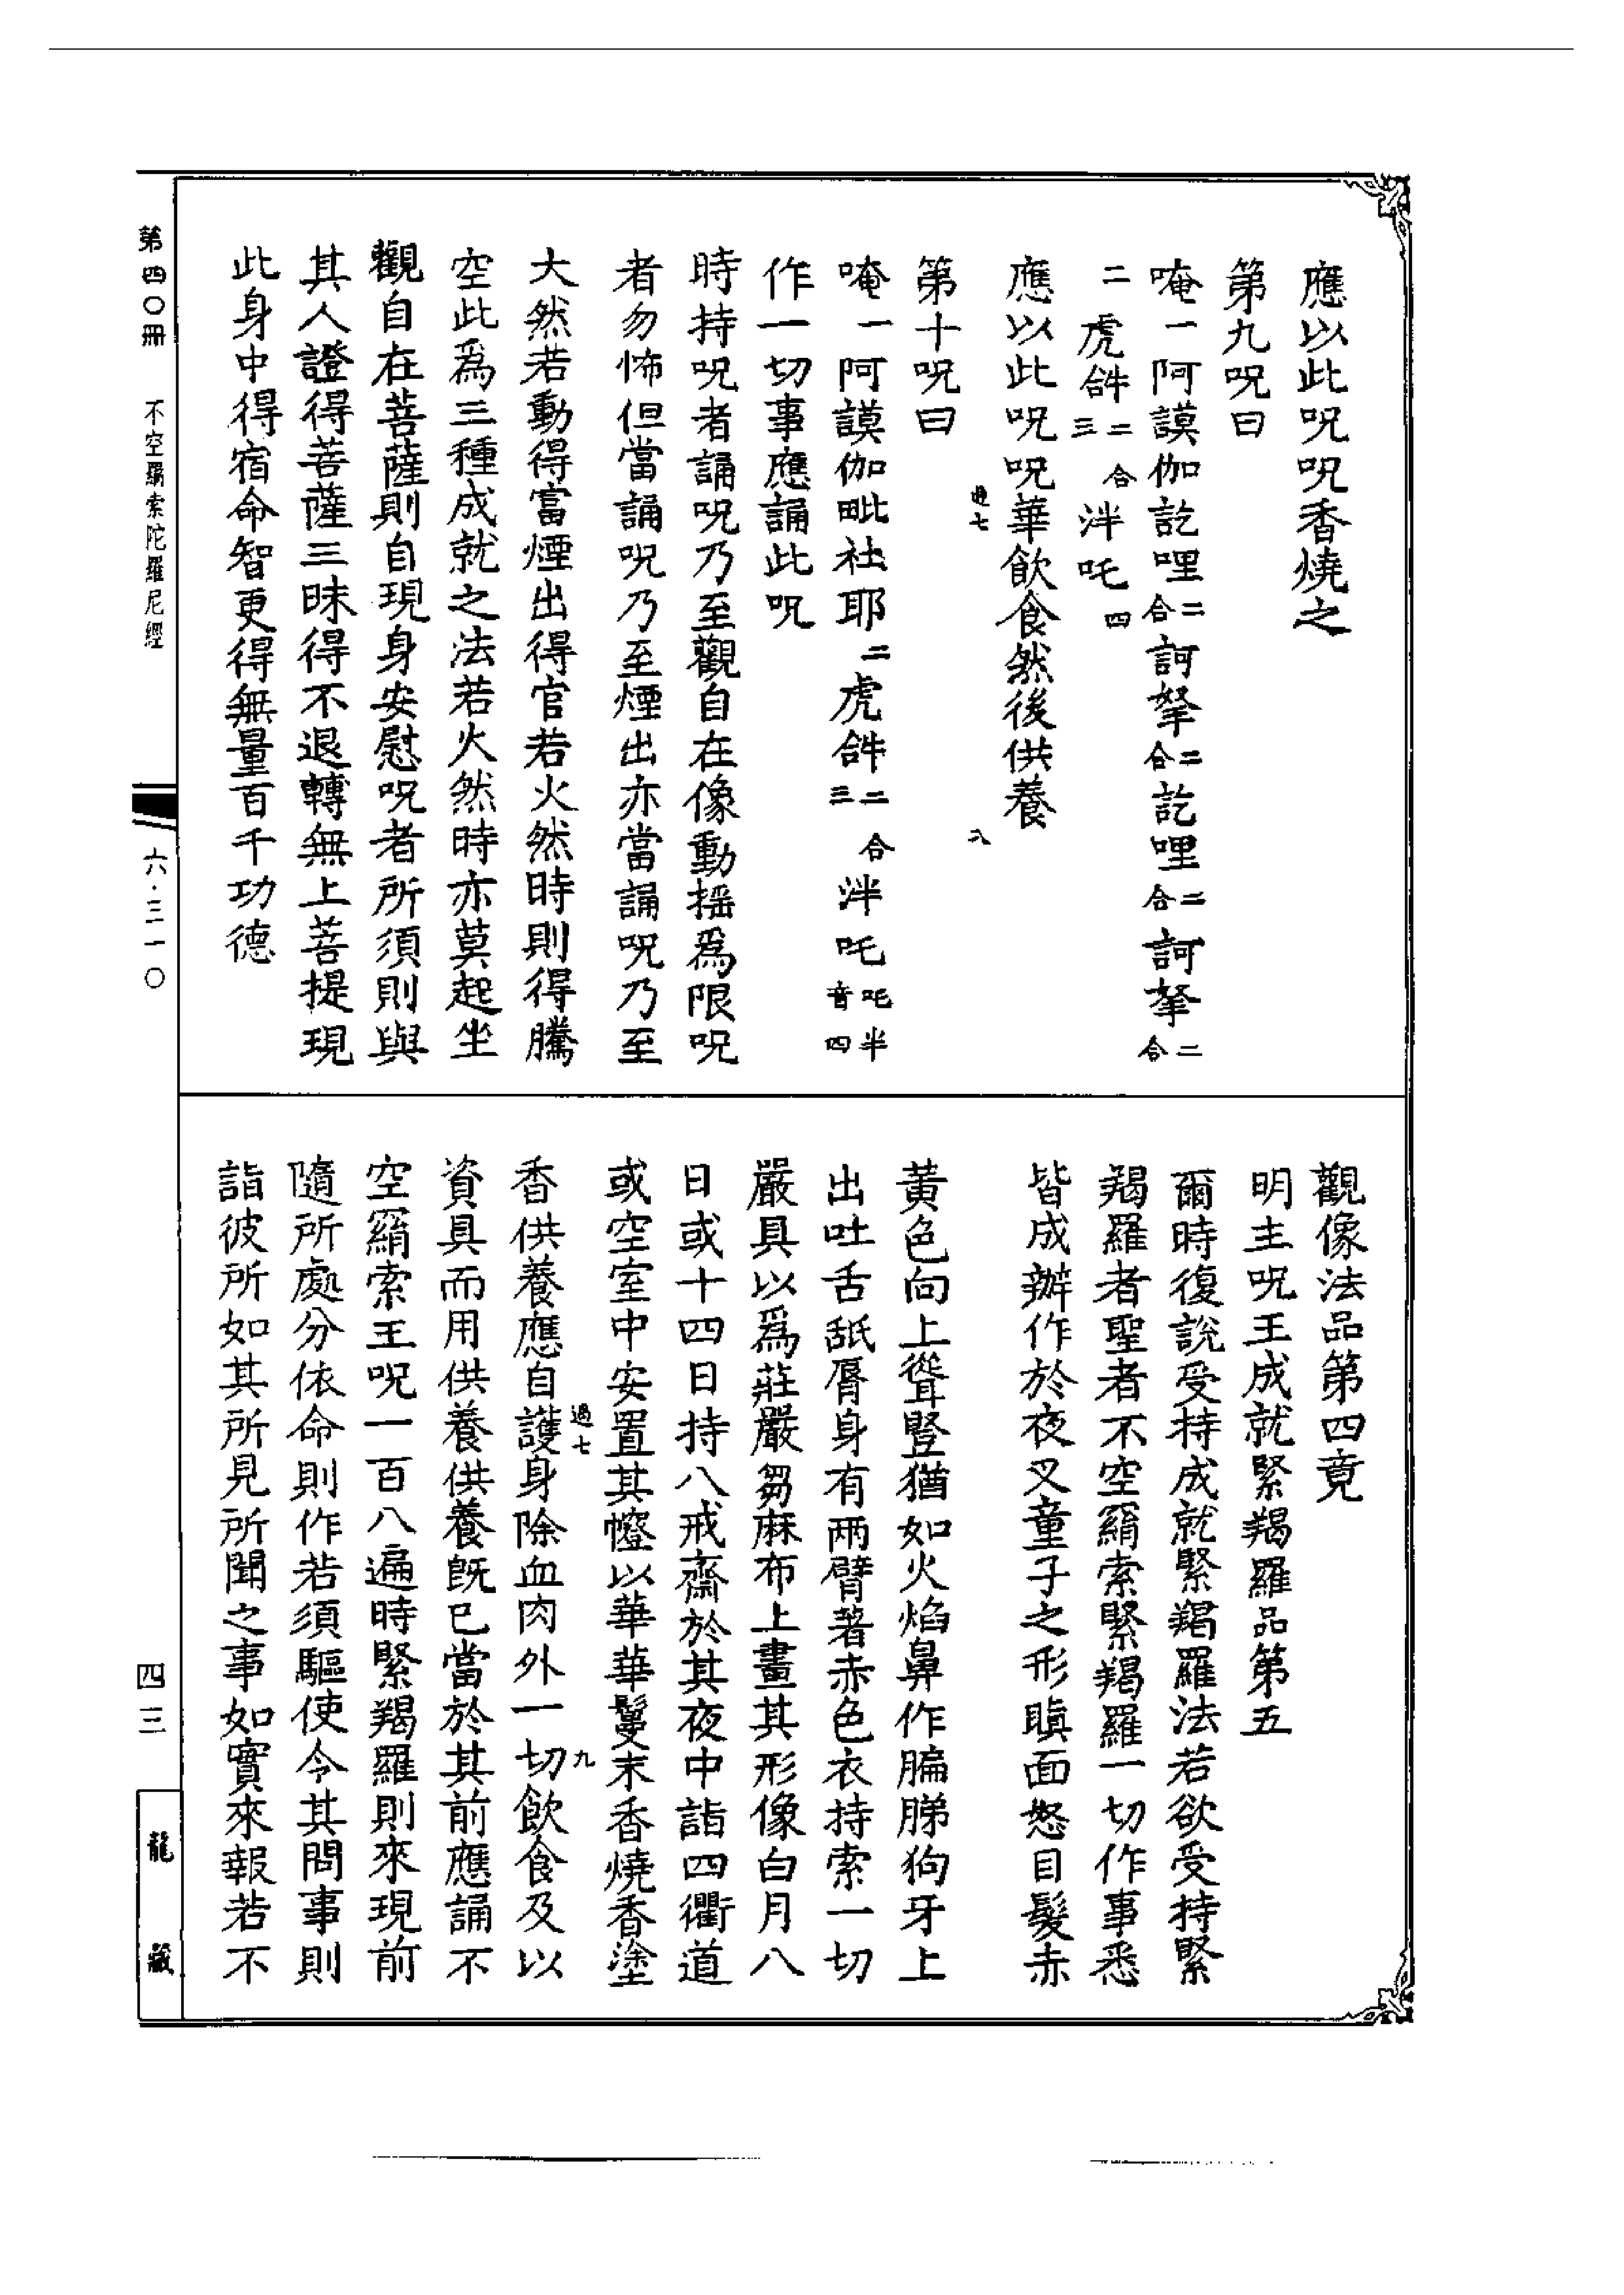 應以此呪呪香燒之
第九呪曰
唵一阿謨伽訖哩二合訶拏二合訖哩二合訶拏二合
二虎𤙖二合三泮吒四
應以此呪呪華飲食然後供養
過七 八
第十呪曰
唵一阿謨伽毗社耶二虎𤙖二合三泮吒吒半音四
作一切事應誦此呪
時持呪者誦呪乃至觀自在像動搖爲限呪
者勿怖但當誦呪乃至煙出亦當誦呪乃至
大然若動得富煙出得官若火然時則得騰
空此爲三種成就之法若火然時亦莫起坐
觀自在菩薩則自現身安慰呪者所須則與
其人證得菩薩三昧得不退轉無上菩提現
此身中得宿命智更得無量百千功德
觀像法品第四竟
明主呪王成就緊羯羅品第五
爾時復說受持成就緊羯羅法若欲受持緊
羯羅者聖者不空羂索緊羯羅一切作事悉
皆成辦作於夜叉童子之形瞋面怒目髮赤
黃色向上聳豎猶如火焰鼻作騙䏲狗牙上
出吐舌舐脣身有兩臂著赤色衣持索一切
嚴具以爲莊嚴芻麻布上畫其形像白月八
日或十四日持八戒齋於其夜中詣四衢道
或空室中安置其㡧以華華鬘末香燒香塗
過七 九
香供養應自護身除血肉外一切飲食及以
資具而用供養供養既已當於其前應誦不
空羂索王呪一百八遍時緊羯羅則來現前
隨所處分依命則作若須驅使令其問事則
詣彼所如其所見所聞之事如實來報若不
第四〇冊 不空羂索陀羅尼經 六·三一〇 四三 龍藏